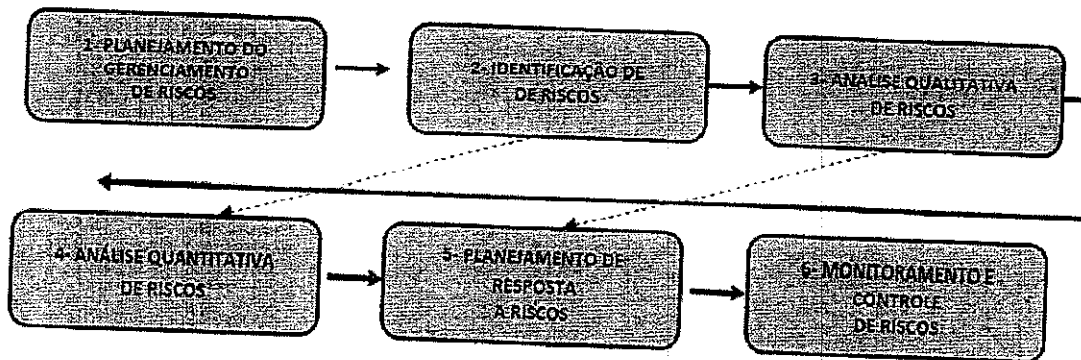 1- PLANEJAMENTO DO
GERENCIAMENTO
DE RISCOS
2- IDENTIFICAÇÃO DE
DE RISCOS
3- ANÁLISE QUALITATIVA
DE RISCOS
4- ANÁLISE QUANTITATIVA
DE RISCOS
5- PLANEJAMENTO DE
RESPOSTA
A RISCOS
6- MONITORAMENTO E
CONTROLE
DE RISCOS